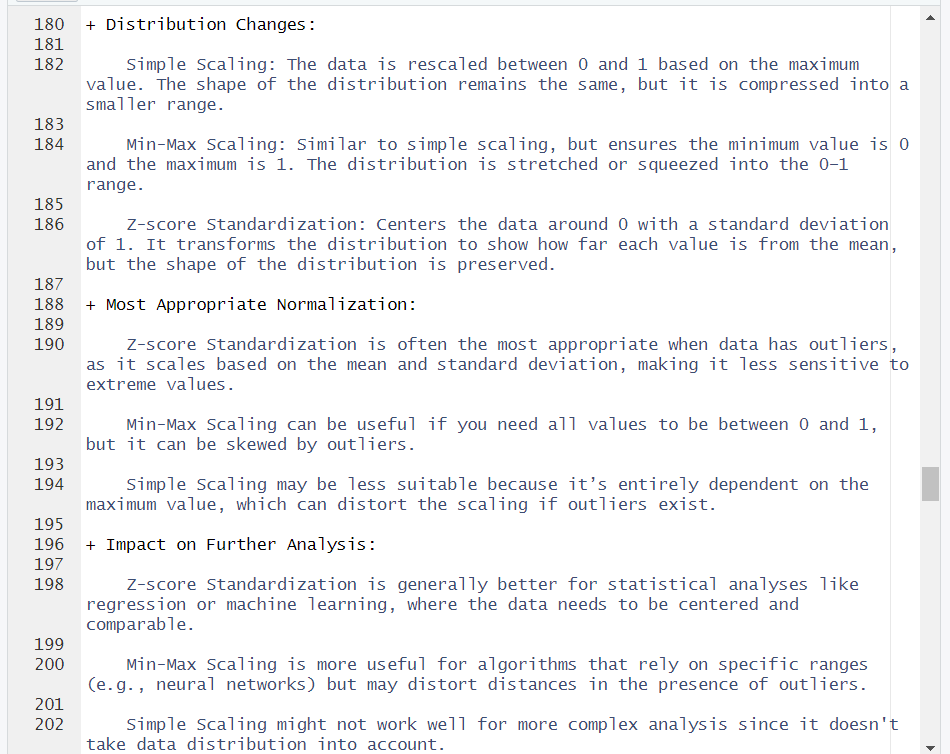 180 + Distribution Changes:
181
182     Simple Scaling: The data is rescaled between 0 and 1 based on the maximum
value. The shape of the distribution remains the same, but it is compressed into a
smaller range.
183
184     Min-Max Scaling: Similar to simple scaling, but ensures the minimum value is 0
and the maximum is 1. The distribution is stretched or squeezed into the 0-1
range.
185
186     Z-score Standardization: Centers the data around 0 with a standard deviation
of 1. It transforms the distribution to show how far each value is from the mean,
but the shape of the distribution is preserved.
187
188 + Most Appropriate Normalization:
189
190     Z-score Standardization is often the most appropriate when data has outliers,
as it scales based on the mean and standard deviation, making it less sensitive to
extreme values.
191
192     Min-Max Scaling can be useful if you need all values to be between 0 and 1,
but it can be skewed by outliers.
193
194     Simple Scaling may be less suitable because it’s entirely dependent on the
maximum value, which can distort the scaling if outliers exist.
195
196 + Impact on Further Analysis:
197
198     Z-score Standardization is generally better for statistical analyses like
regression or machine learning, where the data needs to be centered and
comparable.
199
200     Min-Max Scaling is more useful for algorithms that rely on specific ranges
(e.g., neural networks) but may distort distances in the presence of outliers.
201
202     Simple Scaling might not work well for more complex analysis since it doesn't
take data distribution into account.